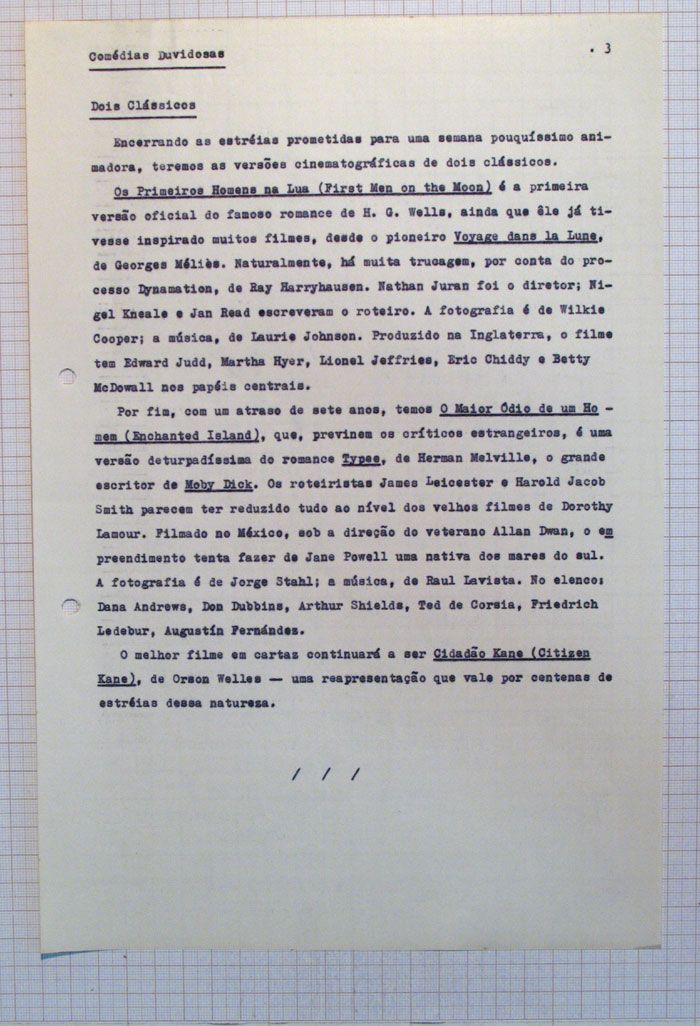 Comédias Duvidosas
. 3
Dois Clássicos
Encerrando as estréias prometidas para uma semana pouquíssimo ani-
madora, teremos as versões cinematográficas de dois clássicos.
Os Primeiros Homens na Lua (First Men on the Moon) é a primeira
versão oficial do famoso romance de H. G. Wells, ainda que êle já ti-
vesse inspirado muitos filmes, desde o pioneiro Voyage dans la Lune,
de Georges Méliès. Naturalmente, há muita trucagem, por conta do pro-
cesso Dynamation, de Ray Harryhausen. Nathan Juran foi o diretor; Ni-
gel Kneale e Jan Read escreveram o roteiro. A fotografia é de Wilkie
Cooper; a música, de Laurie Johnson. Produzido na Inglaterra, o filme
tem Edward Judd, Martha Hyer, Lionel Jeffries, Eric Chiddy e Betty
McDowall nos papéis centrais.
Por fim, com um atraso de sete anos, temos O Maior Ódio de um Ho -
mem (Enchanted Island), que, previnem os críticos estrangeiros, é uma
versão deturpadíssima do romance Typee, de Herman Melville, o grande
escritor de Moby Dick. Os roteiristas James Leicester e Harold Jacob
Smith parecem ter reduzido tudo ao nível dos velhos filmes de Dorothy
Lamour. Filmado no México, sob a direção do veterano Allan Dwan, o em
preendimento tenta fazer de Jane Powell uma nativa dos mares do sul.
A fotografia é de Jorge Stahl; a música, de Raul Lavista. No elenco:
Dana Andrews, Don Dubbins, Arthur Shields, Ted de Corsia, Friedrich
Ledebur, Augustín Fernández.
O melhor filme em cartaz continuará a ser Cidadão Kane (Citizen
Kane), de Orson Welles — uma reapresentação que vale por centenas de
estréias dessa natureza.
/ / /